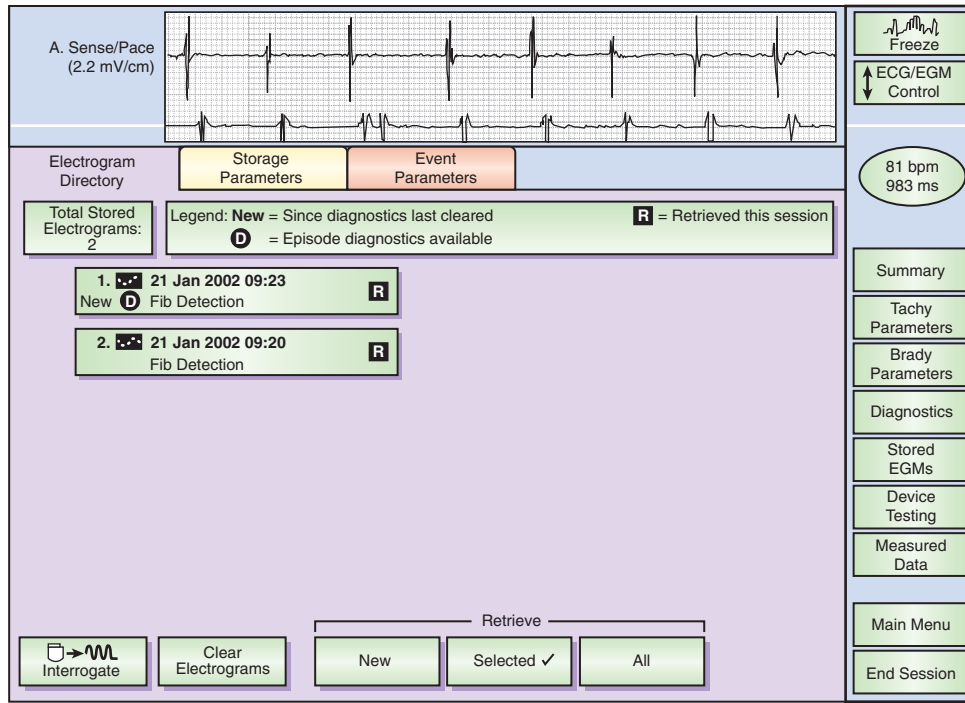 A. Sense/Pace
(2.2 mV/cm)
Freeze
ECG/EGM
Control
81 bpm
983 ms
Electrogram
Directory
Storage
Parameters
Event
Parameters
Total Stored
Electrograms:
2
Legend: New = Since diagnostics last cleared
R = Retrieved this session
D = Episode diagnostics available
1. 21 Jan 2002 09:23
New D Fib Detection
R
2. 21 Jan 2002 09:20
Fib Detection
R
Summary
Tachy
Parameters
Brady
Parameters
Diagnostics
Stored
EGMs
Device
Testing
Measured
Data
Main Menu
End Session
Interrogate
Clear
Electrograms
Retrieve
New
Selected ✓
All